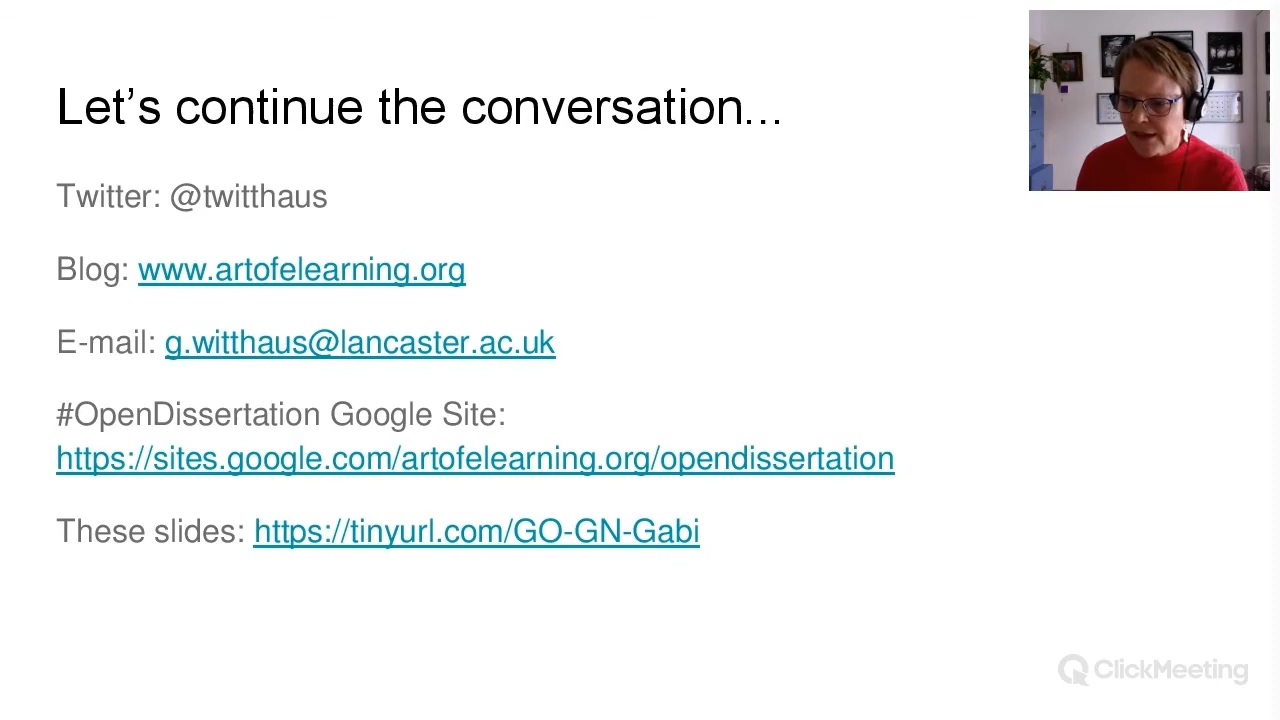 Let’s continue the conversation...
Twitter: @twitthaus
Blog: www.artofelearning.org
E-mail: g.witthaus@lancaster.ac.uk
#OpenDissertation Google Site:
https://sites.google.com/artofelearning.org/opendissertation
These slides: https://tinyurl.com/GO-GN-Gabi
ClickMeeting